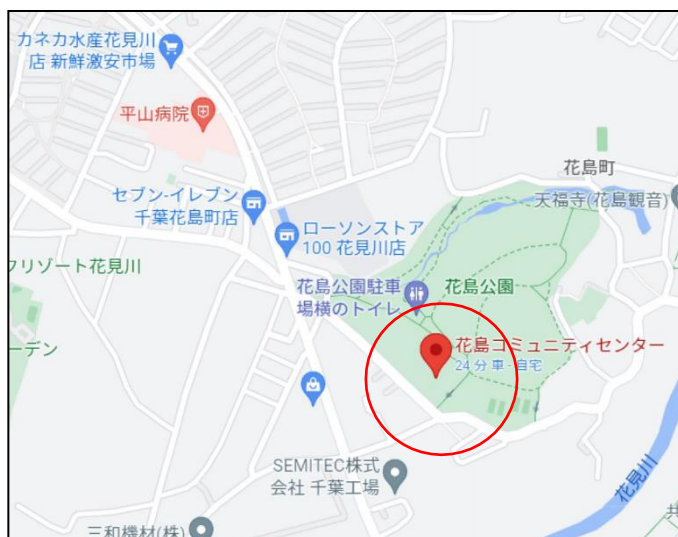 カネカ水産花見川
店 新鮮激安市場
平山病院
花島町
セブン-イレブン
千葉花島町店
天福寺(花島観音)
ローソンストア
100 花見川店
クリゾート花見川
花島公園駐車
場横のトイレ
花島公園
ーデン
花島コミュニティセンター
24 分 車 - 自宅
SEMITEC株式
会社 千葉工場
花見川
三和機材(株)
共